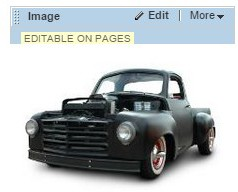 Image Edit | More
EDITABLE ON PAGES